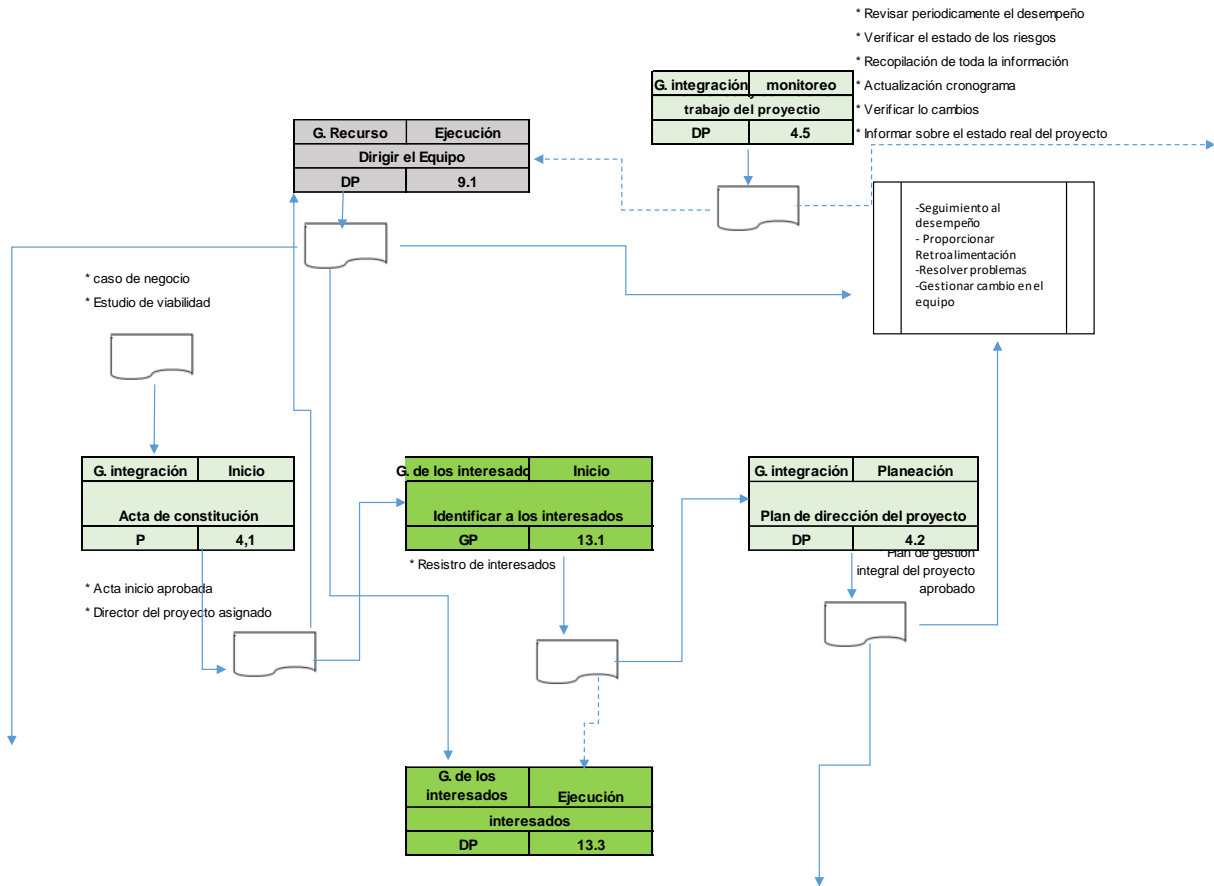 * Revisar periodicamente el desempeño
* Verificar el estado de los riesgos
* Recopilación de toda la información
* Actualización cronograma
* Verificar lo cambios
* Informar sobre el estado real del proyecto
G. integración monitoreo
trabajo del proyectio
DP 4.5
G. Recurso Ejecución
Dirigir el Equipo
DP 9.1
-Seguimiento al
desempeño
- Proporcionar
Retroalimentación
-Resolver problemas
-Gestionar cambio en el
equipo
* caso de negocio
* Estudio de viabilidad
G. integración Inicio
Acta de constitución
P 4,1
* Acta inicio aprobada
* Director del proyecto asignado
G. de los interesado Inicio
Identificar a los interesados
GP 13.1
* Resistro de interesados
G. integración Planeación
Plan de dirección del proyecto
DP 4.2
Plan de gestión
integral del proyecto
aprobado
G. de los
interesados Ejecución
interesados
DP 13.3